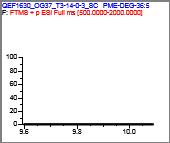 QEF1630_OG37_T3-14-0-3_SC PME-DEG-36:5
F: FTMS + p ESI Full ms [500.0000-2000.0000]
100
80
60
40
20
0
9.6 9.8 10.0